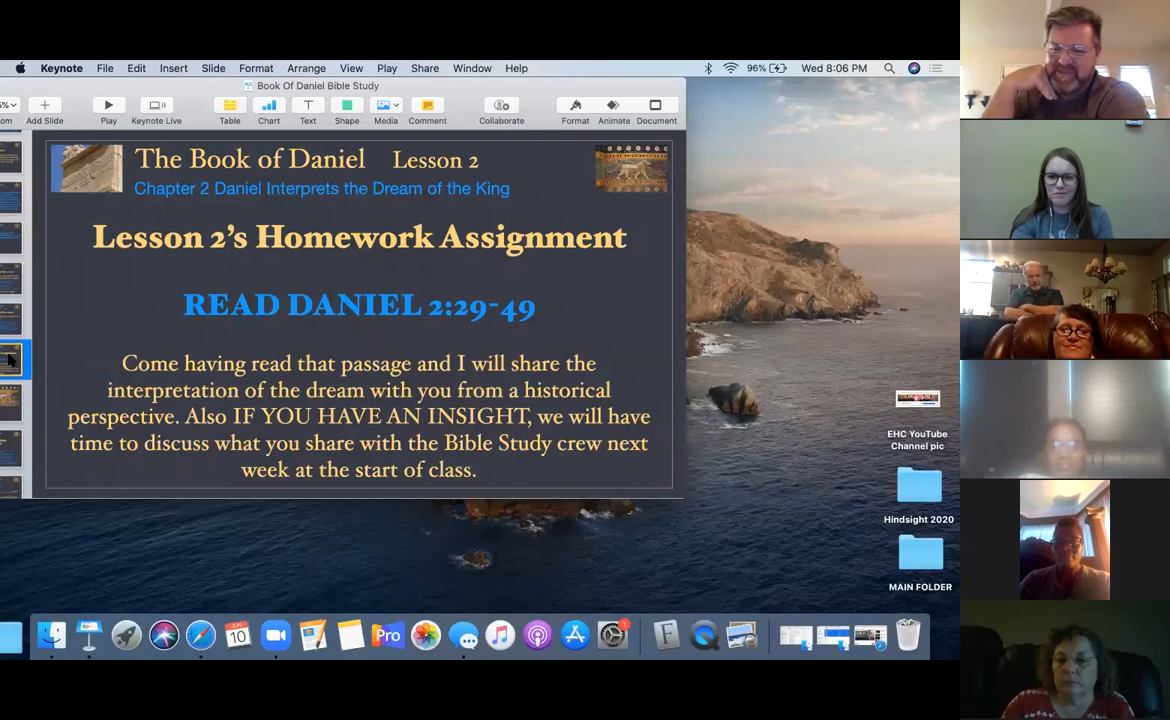 Keynote File Edit Insert Slide Format Arrange View Play Share Window Help 96% Wed 8:06 PM
Book Of Daniel Bible Study
Add Slide Play Keynote Live Table Chart Text Shape Media Comment Collaborate Format Animate Document
The Book of Daniel Lesson 2
Chapter 2 Daniel Interprets the Dream of the King
Lesson 2's Homework Assignment
READ DANIEL 2:29-49
Come having read that passage and I will share the
interpretation of the dream with you from a historical
perspective. Also IF YOU HAVE AN INSIGHT, we will have
time to discuss what you share with the Bible Study crew next
week at the start of class.
EHC YouTube
Channel pic
Hindsight 2020
MAIN FOLDER
JUN
10
Pro
1